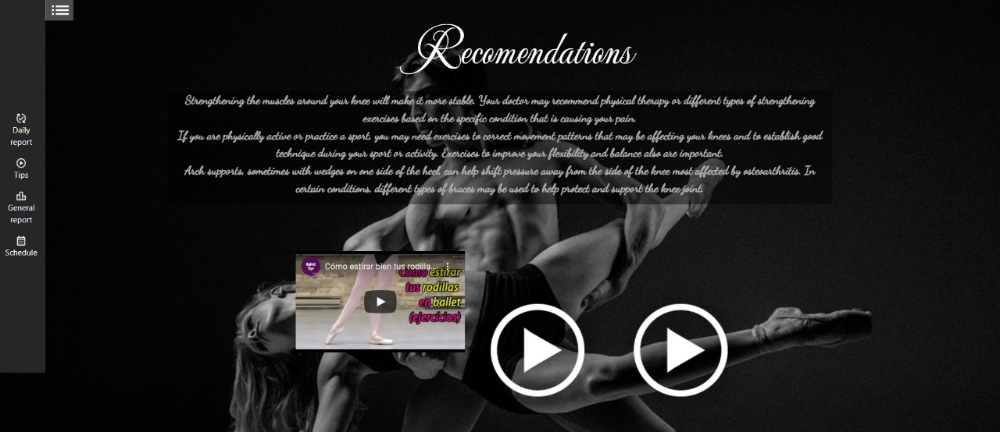 Recomendations
Strengthening the muscles around your knee will make it more stable. Your doctor may recommend physical therapy or different types of strengthening
exercises based on the specific condition that is causing your pain.
If you are physically active or practice a sport, you may need exercises to correct movement patterns that may be affecting your knees and to establish good
technique during your sport or activity. Exercises to improve your flexibility and balance also are important.
Arch supports, sometimes with wedges on one side of the heel, can help shift pressure away from the side of the knee most affected by osteoarthritis. In
certain conditions, different types of braces may be used to help protect and support the knee joint.
Daily
report
Tips
General
report
Schedule
Ballet
Tips
Cómo estirar bien tus rodilla...
Cómo estirar
tus rodillas
en ballet
(ejercícios)